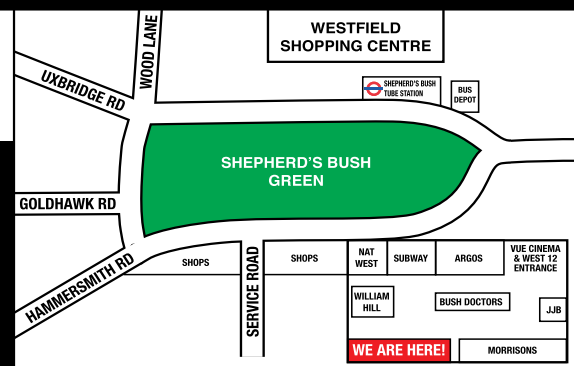 WESTFIELD
SHOPPING CENTRE
WOOD LANE
UXBRIDGE RD
SHEPHERD'S BUSH
TUBE STATION
BUS
DEPOT
SHEPHERD'S BUSH
GREEN
GOLDHAWK RD
HAMMERSMITH RD
SHOPS
SERVICE ROAD
SHOPS
NAT
WEST
SUBWAY
ARGOS
VUE CINEMA
& WEST 12
ENTRANCE
WILLIAM
HILL
BUSH DOCTORS
JJB
WE ARE HERE!
MORRISONS